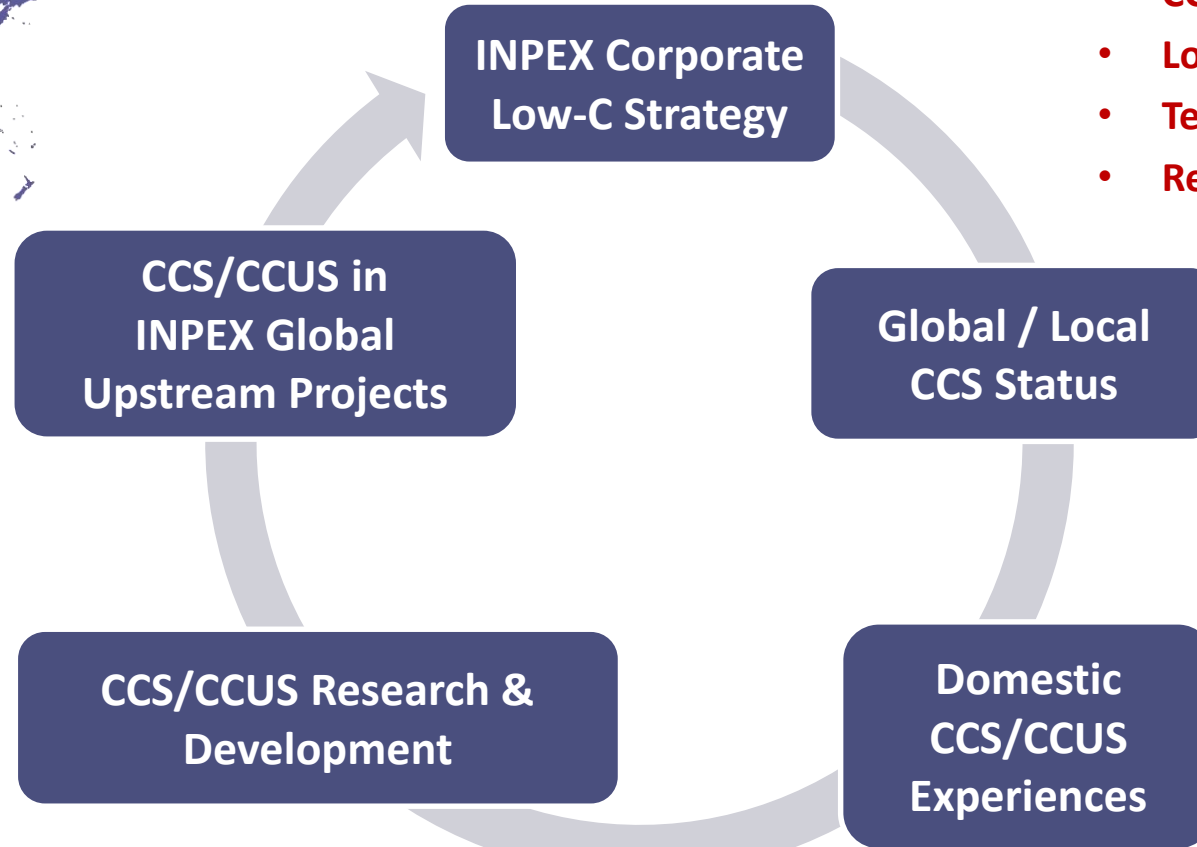 INPEX Corporate
Low-C Strategy
Global / Local
CCS Status
Domestic
CCS/CCUS
Experiences
CCS/CCUS Research &
Development
CCS/CCUS in
INPEX Global
Upstream Projects